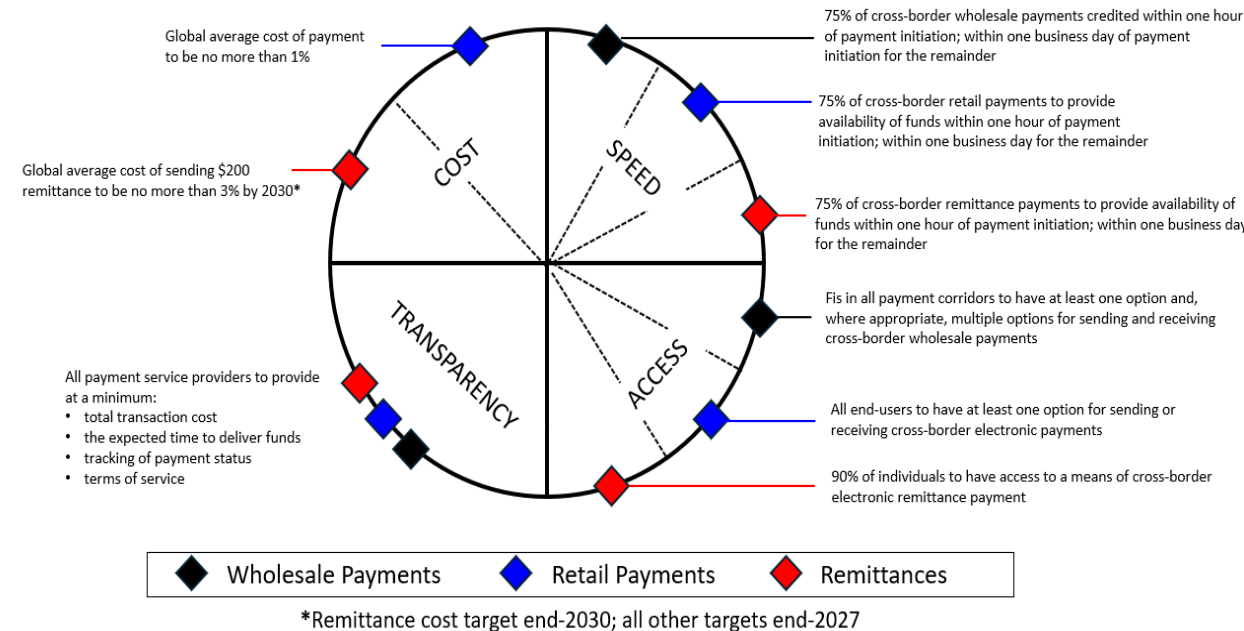 Global average cost of payment
to be no more than 1%
75% of cross-border wholesale payments credited within one hour
of payment initiation; within one business day of payment
initiation for the remainder
75% of cross-border retail payments to provide
availability of funds within one hour of payment
initiation; within one business day for the remainder
COST
SPEED
Global average cost of sending $200
remittance to be no more than 3% by 2030*
75% of cross-border remittance payments to provide availability of
funds within one hour of payment initiation; within one business day
for the remainder
TRANSPARENCY
ACCESS
Fis in all payment corridors to have at least one option and,
where appropriate, multiple options for sending and receiving
cross-border wholesale payments
All payment service providers to provide
at a minimum:
• total transaction cost
• the expected time to deliver funds
• tracking of payment status
• terms of service
All end-users to have at least one option for sending or
receiving cross-border electronic payments
90% of individuals to have access to a means of cross-border
electronic remittance payment
Wholesale Payments
Retail Payments
Remittances
*Remittance cost target end-2030; all other targets end-2027